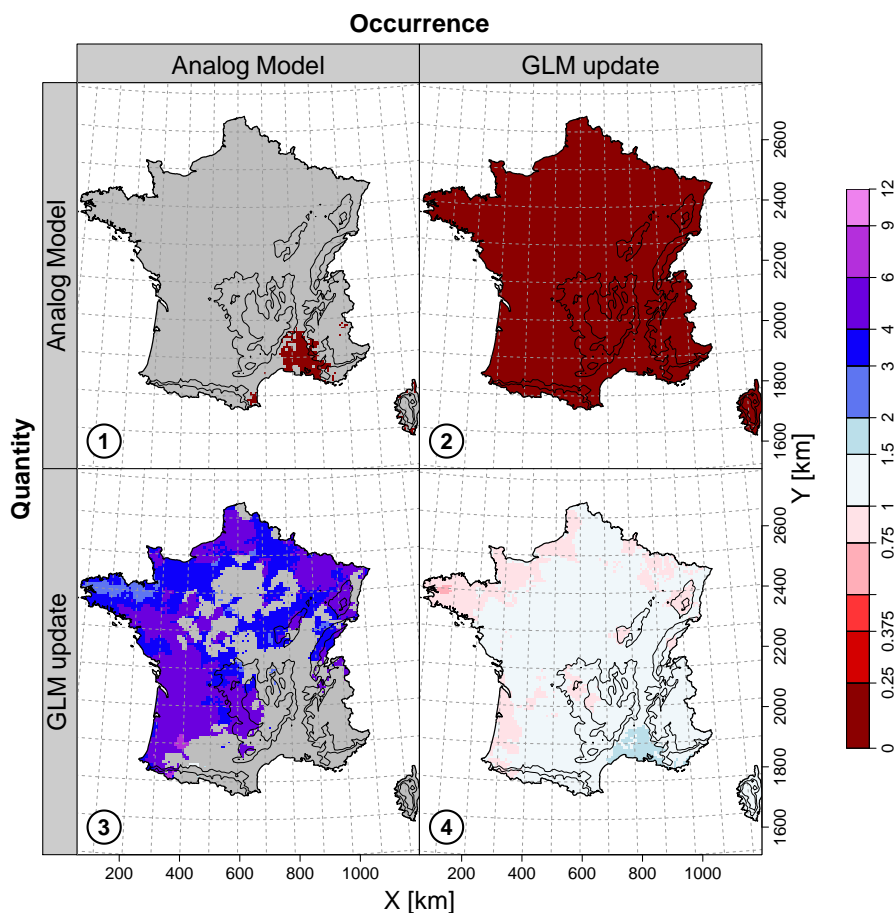 Occurrence
Analog Model GLM update
Quantity
Analog Model
GLM update
1
2
3
4
1600 1800 2000 2200 2400 2600
1600 1800 2000 2200 2400 2600
Y [km]
200 400 600 800 1000
200 400 600 800 1000
X [km]
12
9
6
4
3
2
1.5
1
0.75
0.375
0.25
0